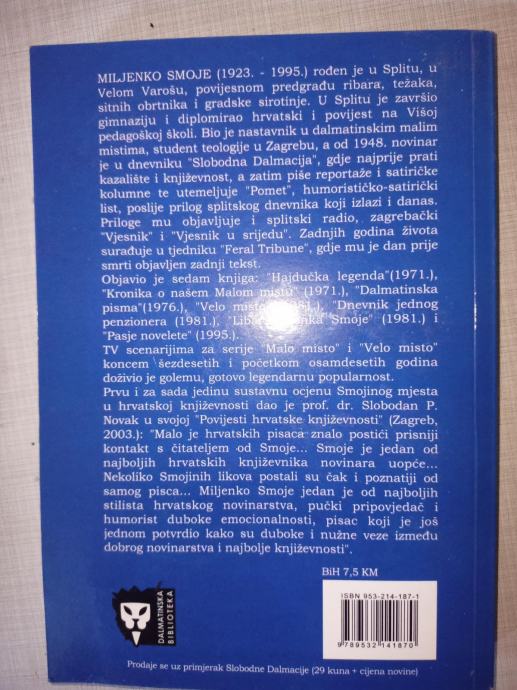 MILJENKO SMOJE (1923. - 1995.) rođen je u Splitu, u
Velom Varošu, povijesnom predgrađu ribara, težaka,
sitnih obrtnika i gradske sirotinje. U Splitu je završio
gimnaziju i diplomirao hrvatski i povijest na Višoj
pedagoškoj školi. Bio je nastavnik u dalmatinskim malim
mistima, student teologije u Zagrebu, a od 1948. novinar
je u dnevniku "Slobodna Dalmacija", gdje najprije prati
kazalište i književnost, a zatim piše reportaže i satiričke
kolumne te utemeljuje "Pomet", humorističko-satirički
list, poslije prilog splitskog dnevnika koji izlazi i danas.
Priloge mu objavljuje i splitski radio, zagrebački
"Vjesnik" i "Vjesnik u srijedu". Zadnjih godina života
surađuje u tjedniku "Feral Tribune", gdje mu je dan prije
smrti objavljen zadnji tekst.
Objavio je sedam knjiga: "Hajdučka legenda"(1971.),
"Kronika o našem Malom mistu" (1971.), "Dalmatinska
pisma"(1976.), "Velo misto" (1981.), "Dnevnik jednog
penzionera (1981.), "Libar Smoje" (1981.) i
"Pasje novelete" (1995.).
TV scenarijima za serije "Malo misto" i "Velo misto"
koncem šezdesetih i početkom osamdesetih godina
doživio je golemu, gotovo legendarnu popularnost.
Prvu i za sada jedinu sustavnu ocjenu Smojinog mjesta
u hrvatskoj književnosti dao je prof. dr. Slobodan P.
Novak u svojoj "Povijesti hrvatske književnosti" (Zagreb,
2003.): "Malo je hrvatskih pisaca znalo postići prisniji
kontakt s čitateljem od Smoje... Smoje je jedan od
najboljih hrvatskih književnika novinara uopće...
Nekoliko Smojinih likova postali su čak i poznatiji od
samog pisca... Miljenko Smoje jedan je od najboljih
stilista hrvatskog novinarstva, pučki pripovjedač i
humorist duboke emocionalnosti, pisac koji je još
jednom potvrdio kako su duboke i nužne veze između
dobrog novinarstva i najbolje književnosti".
BiH 7,5 KM
ISBN 953-214-187-1
9 789532 141870
DALMATINSKA
BIBLIOTEKA
Prodaje se uz primjerak Slobodne Dalmacije (29 kuna + cijena novine)